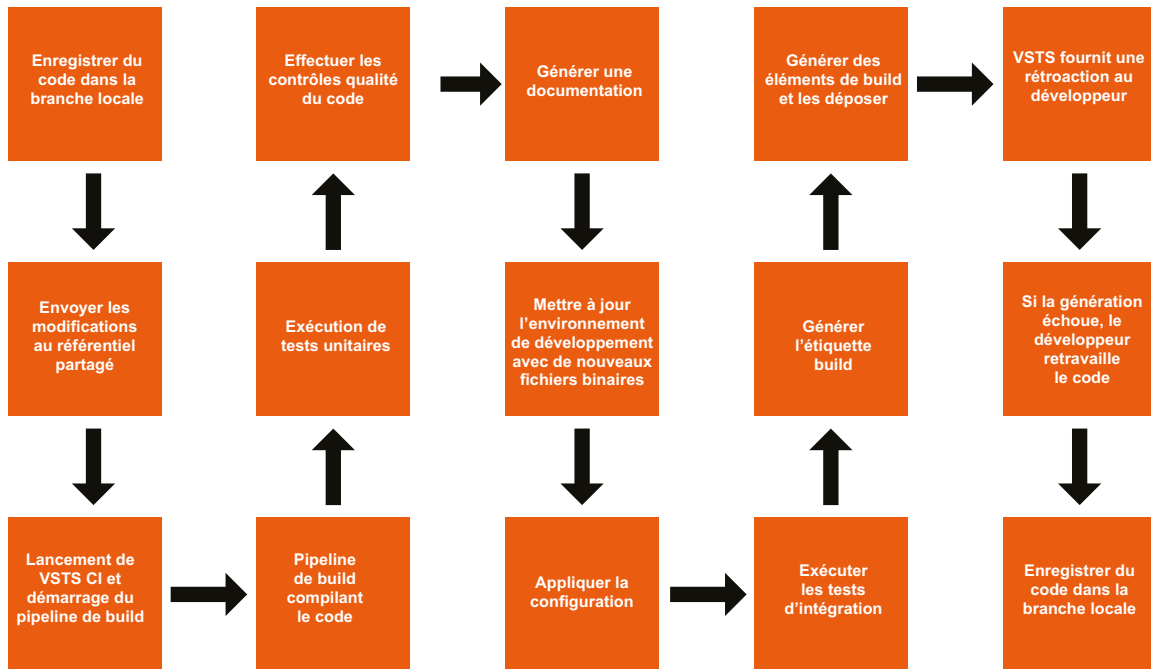 Enregistrer du
code dans la
branche locale
Envoyer les
modifications
au référentiel
partagé
Lancement de
VSTS CI et
démarrage du
pipeline de build
Pipeline
de build
compilant
le code
Exécution de
tests unitaires
Effectuer les
contrôles qualité
du code
Générer une
documentation
Mettre à jour
l’environnement
de développement
avec de nouveaux
fichiers binaires
Appliquer la
configuration
Exécuter
les tests
d’intégration
Générer
l’étiquette
build
Générer des
éléments de build
et les déposer
VSTS fournit une
rétroaction au
développeur
Si la génération
échoue, le
développeur
retravaille
le code
Enregistrer du
code dans la
branche locale